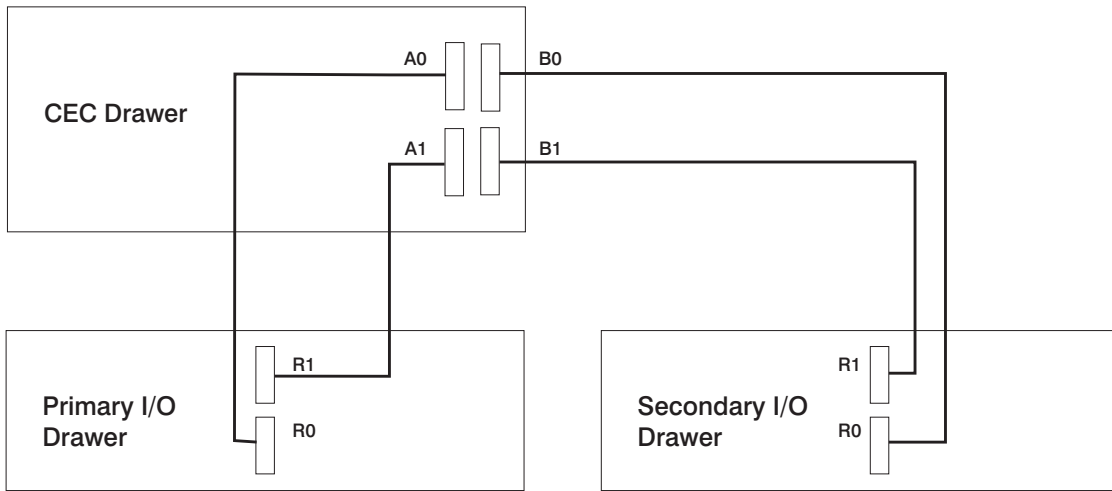 A0
B0
CEC Drawer
A1
B1
R1
Primary I/O
Drawer
R0
R1
Secondary I/O
Drawer
R0